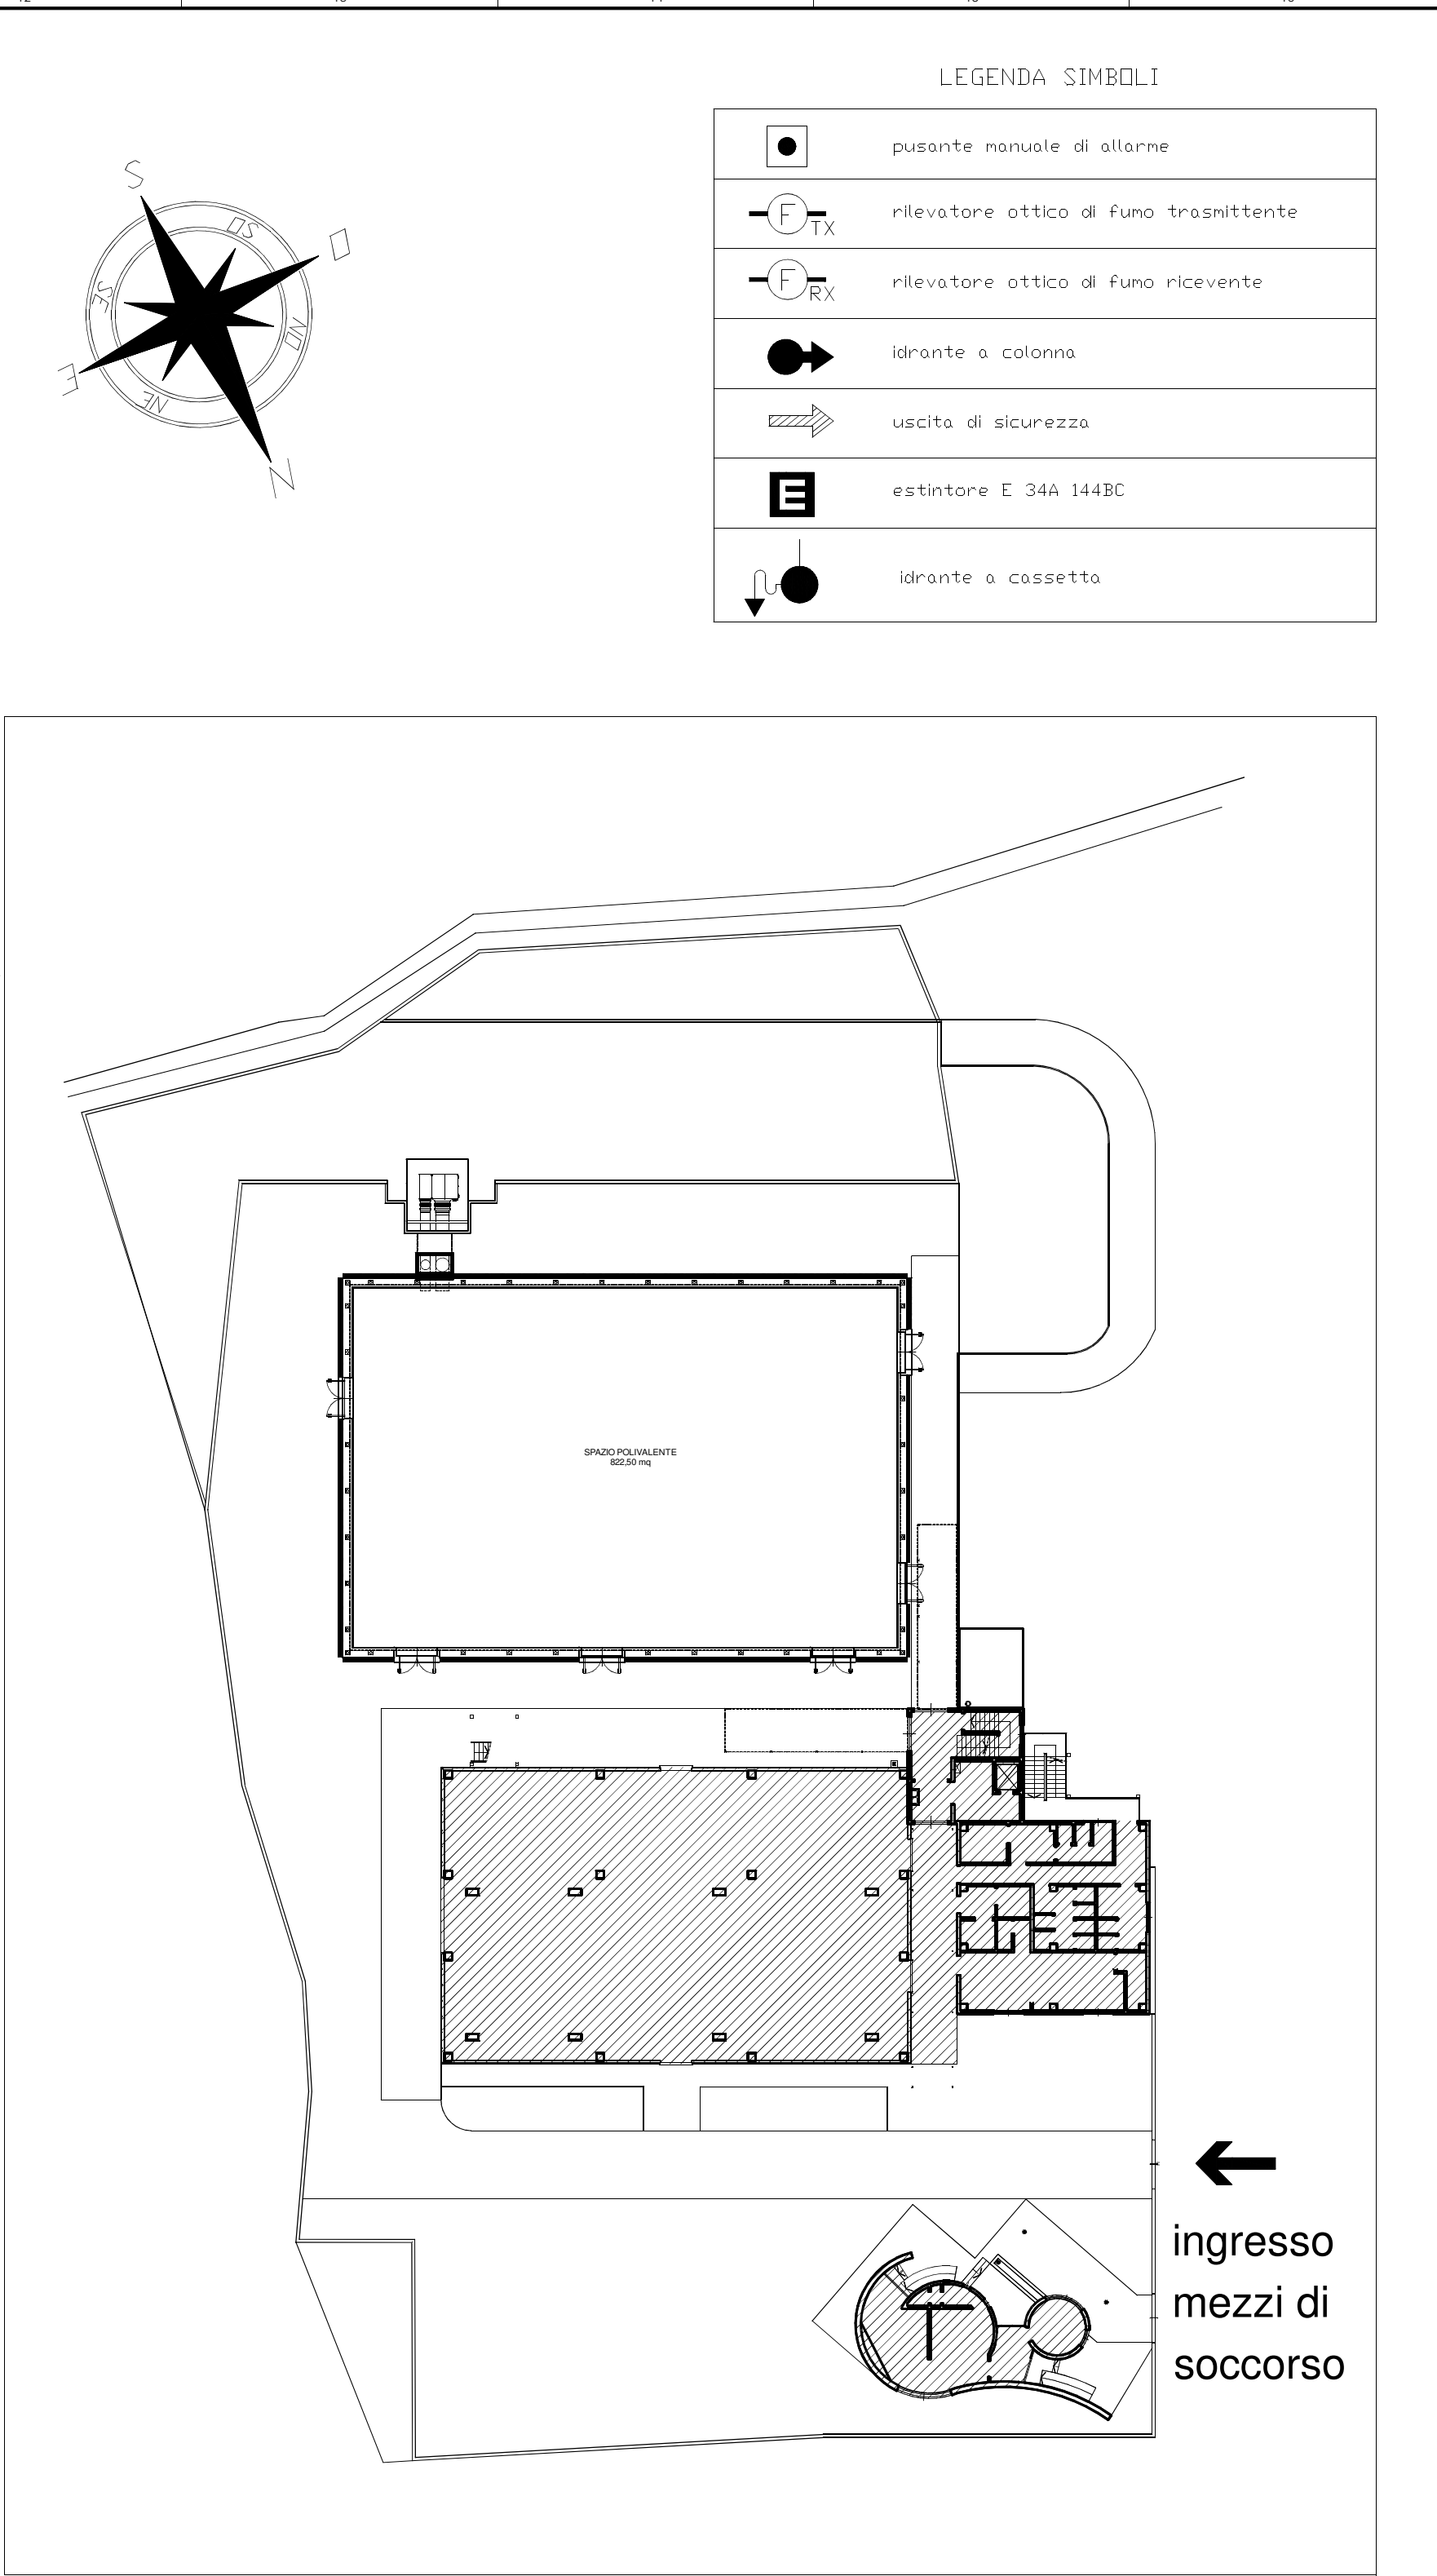 LEGENDA SIMBOLI
pusante manuale di allarme
F TX
rilevatore ottico di fumo trasmittente
F RX
rilevatore ottico di fumo ricevente
idrante a colonna
uscita di sicurezza
E
estintore E 34A 144BC
idrante a cassetta
S
SO
O
SE
NO
E
NE
N
SPAZIO POLIVALENTE
822,50 mq
ingresso
mezzi di
soccorso